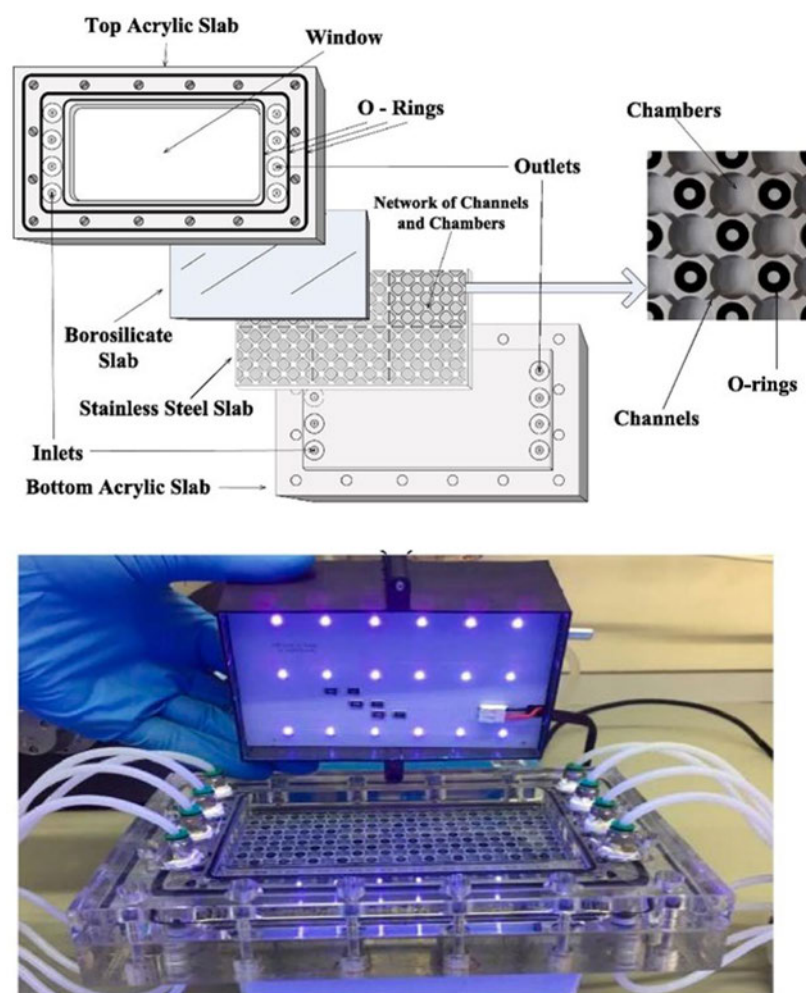 Top Acrylic Slab
Window
O - Rings
Outlets
Chambers
Network of Channels
and Chambers
Borosilicate
Slab
Stainless Steel Slab
O-rings
Channels
Inlets
Bottom Acrylic Slab